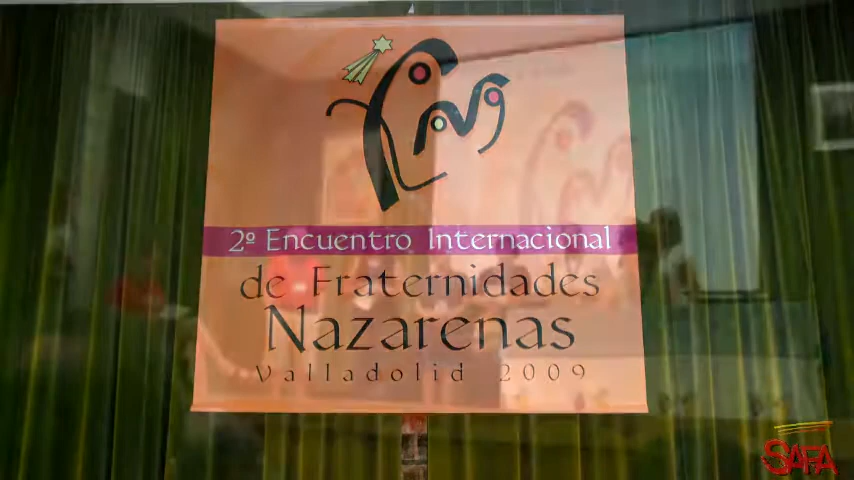 2º Encuentro Internacional
de Fraternidades
Nazarenas
Valladolid 2009
SAFA